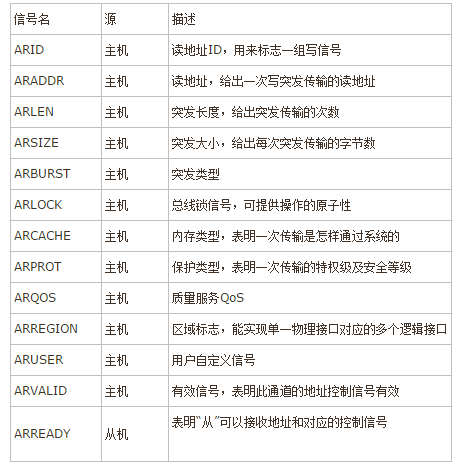 信号名 源 描述
ARID 主机 读地址ID，用来标志一组写信号
ARADDR 主机 读地址，给出一次写突发传输的读地址
ARLEN 主机 突发长度，给出突发传输的次数
ARSIZE 主机 突发大小，给出每次突发传输的字节数
ARBURST 主机 突发类型
ARLOCK 主机 总线锁信号，可提供操作的原子性
ARCACHE 主机 内存类型，表明一次传输是怎样通过系统的
ARPROT 主机 保护类型，表明一次传输的特权级及安全等级
ARQOS 主机 质量服务QoS
ARREGION 主机 区域标志，能实现单一物理接口对应的多个逻辑接口
ARUSER 主机 用户自定义信号
ARVALID 主机 有效信号，表明此通道的地址控制信号有效
ARREADY 从机 表明“从”可以接收地址和对应的控制信号